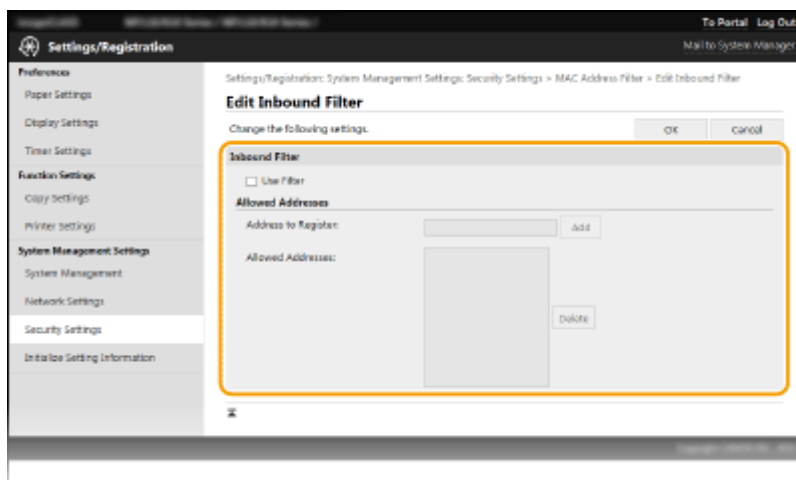 To Portal Log Out
Settings/Registration
Mail to System Manager
Preferences
Paper Settings
Display Settings
Timer Settings
Function Settings
Copy Settings
Printer Settings
System Management Settings
System Management
Network Settings
Security Settings
Initialize Setting Information
Settings/Registration: System Management Settings: Security Settings > MAC Address Filter > Edit Inbound Filter
Edit Inbound Filter
Change the following settings.
OK
Cancel
Inbound Filter
Use Filter
Allowed Addresses
Address to Register:
Add
Allowed Addresses:
Delete